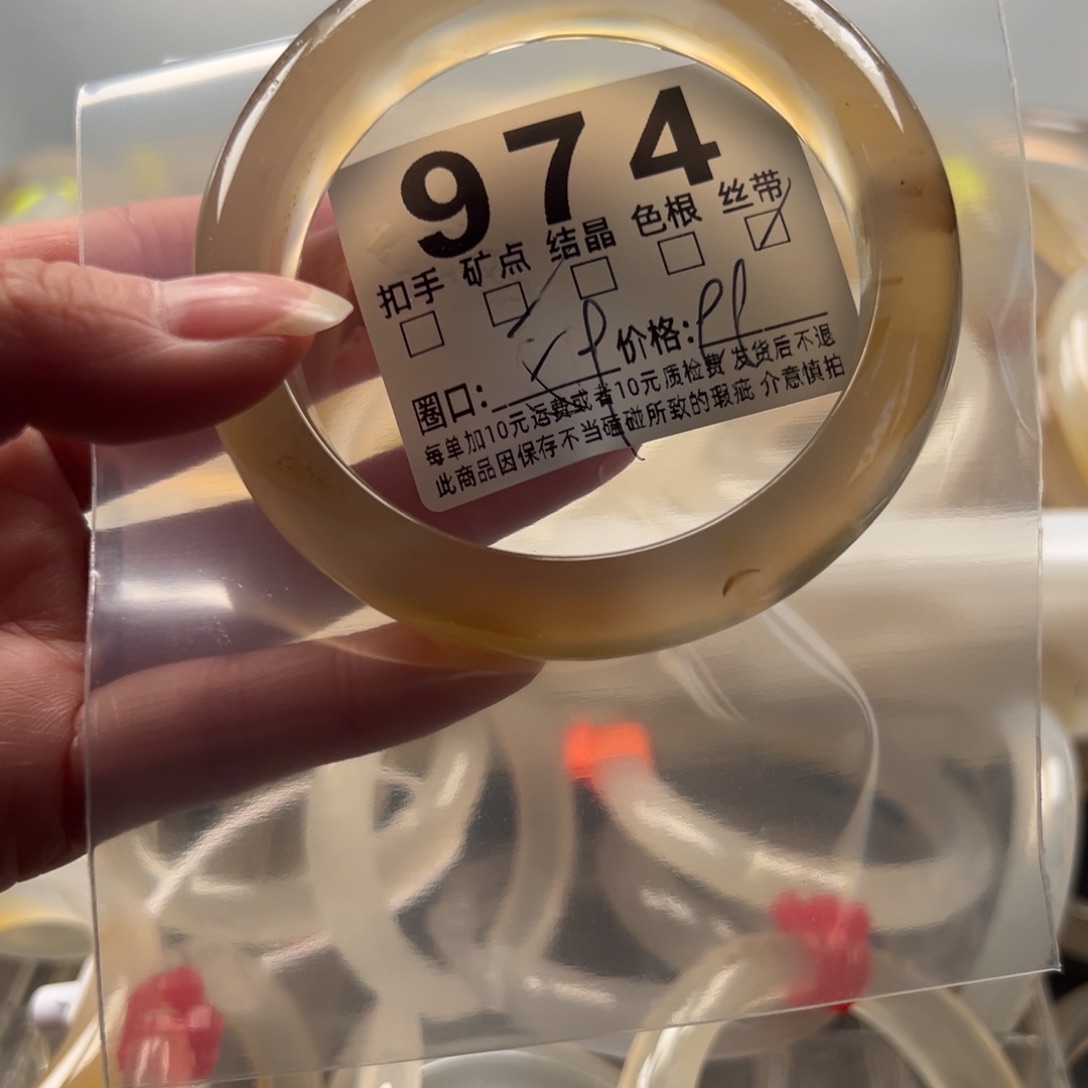 974
扣手 矿点 结晶 色根 丝带
圈口: 价格:
每单加10元运费或者10元质检费 发货后不退
此商品因保存不当磕碰所致的瑕疵 介意慎拍